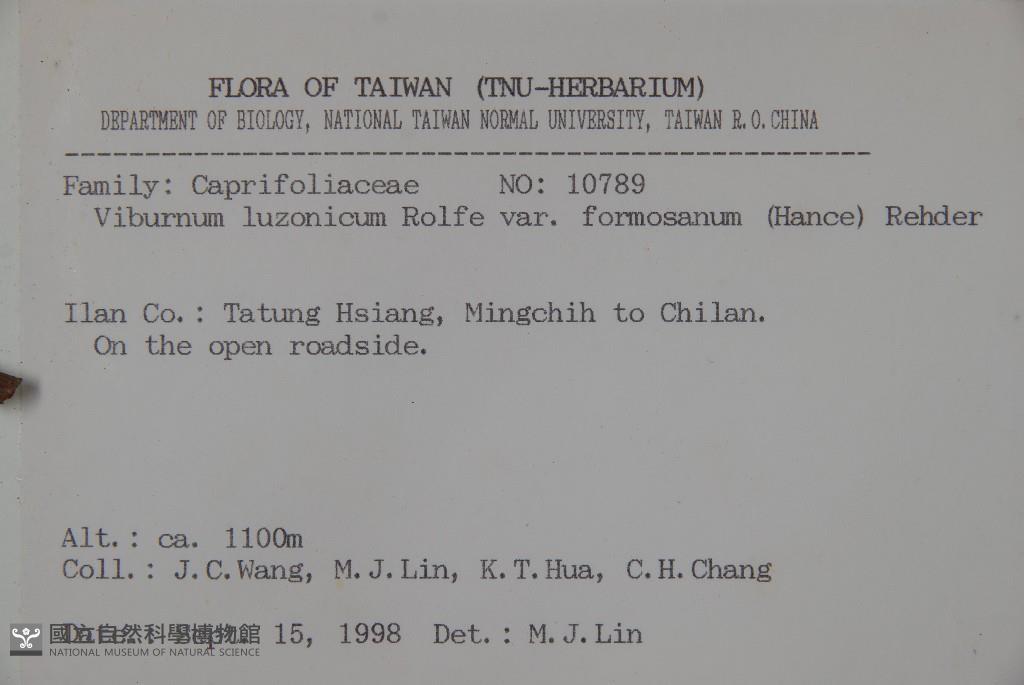 FLORA OF TAIWAN (TNU-HERBARIUM)
DEPARTMENT OF BIOLOGY, NATIONAL TAIWAN NORMAL UNIVERSITY, TAIWAN R.O.CHINA
Family: Caprifoliaceae NO: 10789
Viburnum luzonicum Rolfe var. formosanum (Hance) Rehder
Ilan Co.: Tatung Hsiang, Mingchih to Chilan.
On the open roadside.
Alt.: ca. 1100m
Coll.: J.C.Wang, M.J.Lin, K.T.Hua, C.H.Chang
15, 1998 Det.: M.J.Lin
國立自然科學博物館
NATIONAL MUSEUM OF NATURAL SCIENCE